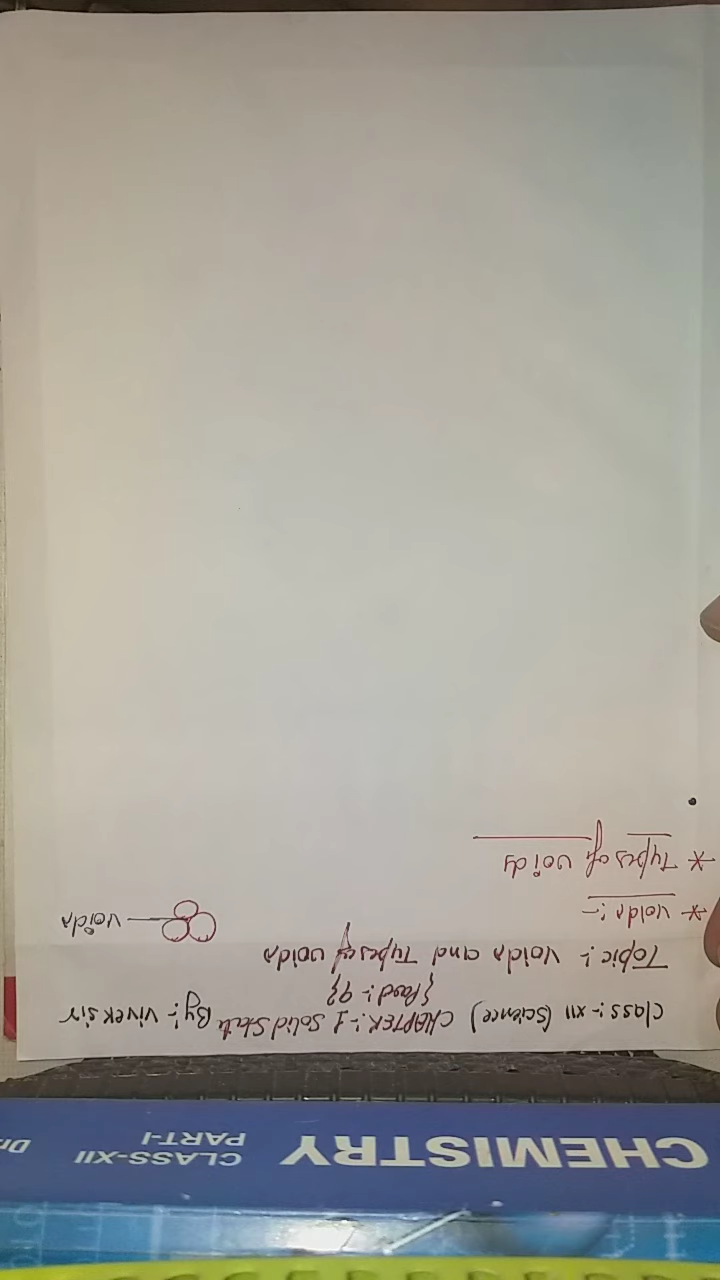 Class:- XII (Science) CHAPTER:- 1 Solid State By:- Vivek sir
{Part :- 9}
Topic :- Voids and Types of voids
* Voids :-
voids
* Types of voids
CHEMISTRY CLASS-XII
PART-I